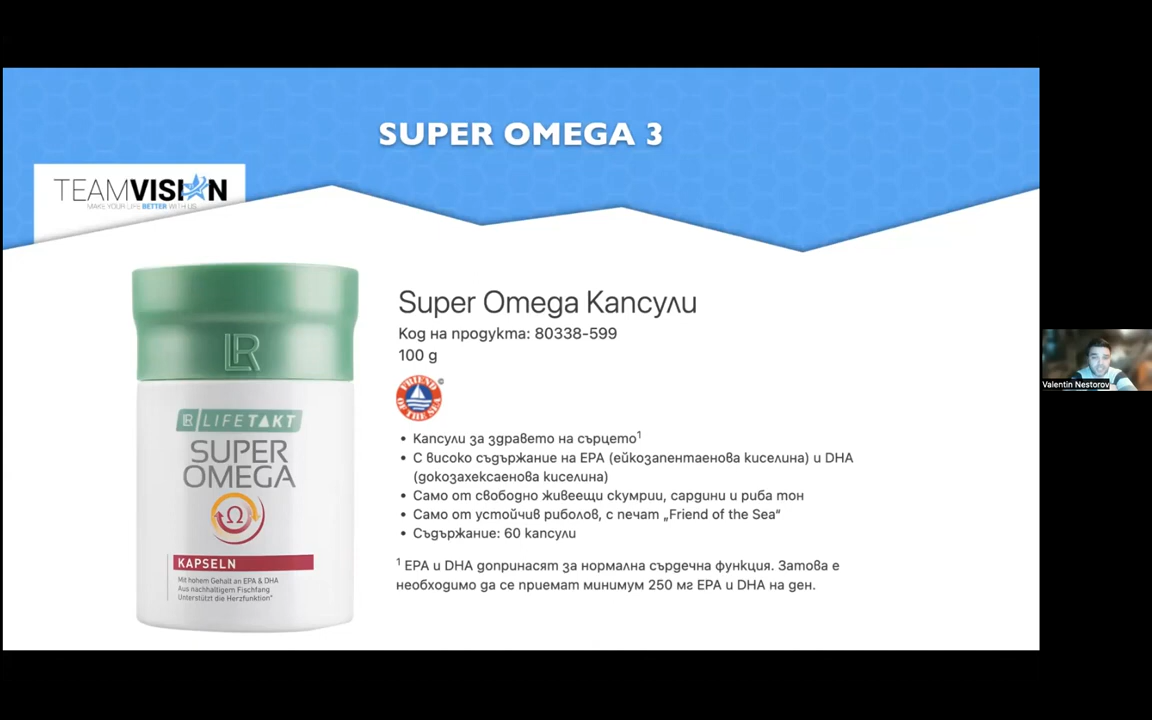 SUPER OMEGA 3
TEAMVISION
MAKE YOUR LIFE BETTER WITH US
Super Omega Капсули
Код на продукта: 80338-599
100 g
FRIEND OF THE SEA
• Капсули за здравето на сърцето¹
• С високо съдържание на EPA (ейкозапентаенова киселина) и DHA
(докозахексаенова киселина)
• Само от свободно живеещи скумрии, сардини и риба тон
• Само от устойчив риболов, с печат „Friend of the Sea“
• Съдържание: 60 капсули
¹ EPA и DHA допринасят за нормална сърдечна функция. Затова е
необходимо да се приемат минимум 250 мг EPA и DHA на ден.
LR
LR LIFETAKT
SUPER
OMEGA
Ω
KAPSELN
Mit hohem Gehalt an EPA & DHA
Aus nachhaltigem Fischfang
Unterstützt die Herzfunktion*
Valentin Nestorov